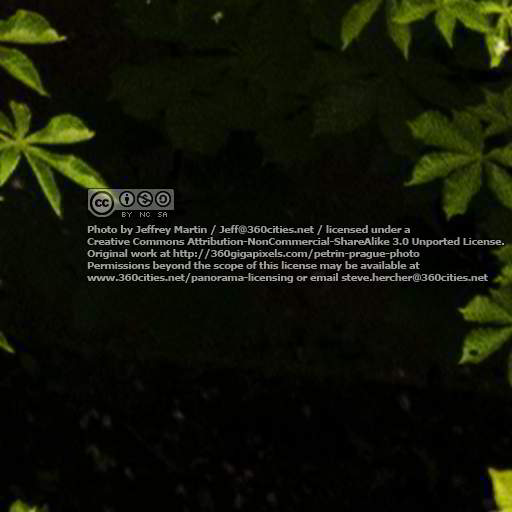 cc
BY NC SA
Photo by Jeffrey Martin / Jeff@360cities.net / licensed under a
Creative Commons Attribution-NonCommercial-ShareAlike 3.0 Unported License.
Original work at http://360gigapixels.com/petrin-prague-photo
Permissions beyond the scope of this license may be available at
www.360cities.net/panorama-licensing or email steve.hercher@360cities.net